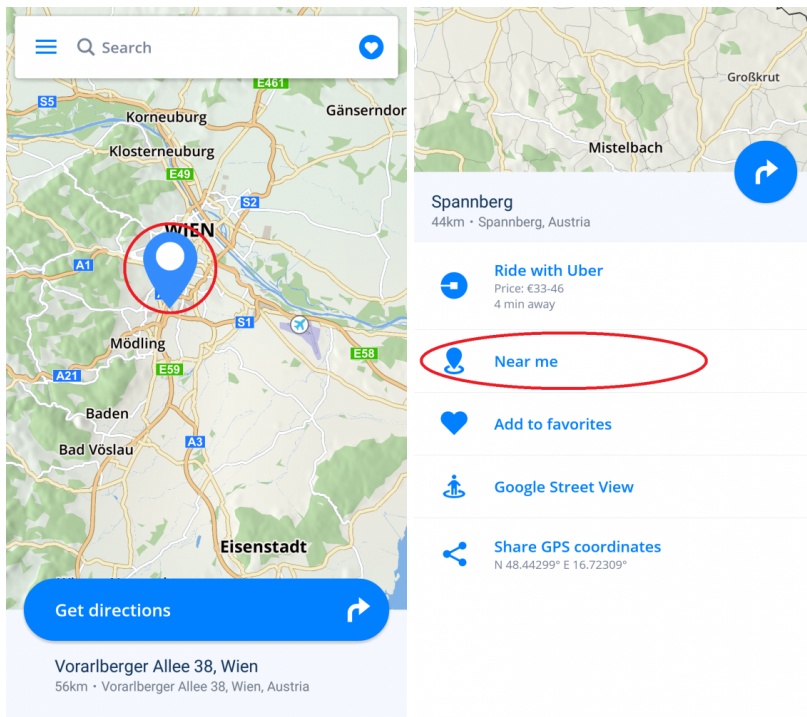 Search
E461
S5
Korneuburg
Gänserndor
Klosterneuburg
E49
S2
WIEN
A1
S1
Mödling
E58
A21
E59
Baden
A3
Bad Vöslau
Eisenstadt
Get directions
Vorarlberger Allee 38, Wien
56km • Vorarlberger Allee 38, Wien, Austria
Großkrut
Mistelbach
Spannberg
44km • Spannberg, Austria
Ride with Uber
Price: €33-46
4 min away
Near me
Add to favorites
Google Street View
Share GPS coordinates
N 48.44299° E 16.72309°